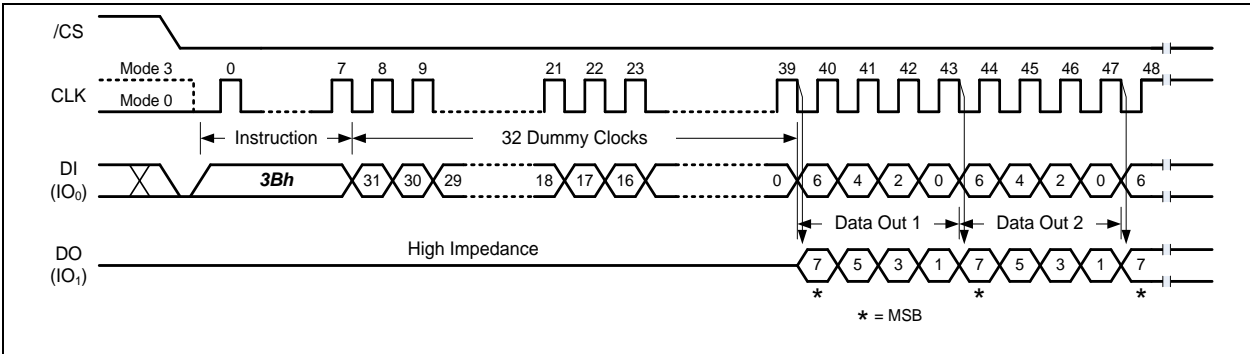 /CS
Mode 3 0 7 8 9 21 22 23 39 40 41 42 43 44 45 46 47 48
CLK
Mode 0
Instruction 32 Dummy Clocks
DI
(IO0) 3Bh 31 30 29 18 17 16 0 6 4 2 0 6 4 2 0 6
Data Out 1 Data Out 2
High Impedance
DO
(IO1) 7 5 3 1 7 5 3 1 7
* * *
* = MSB